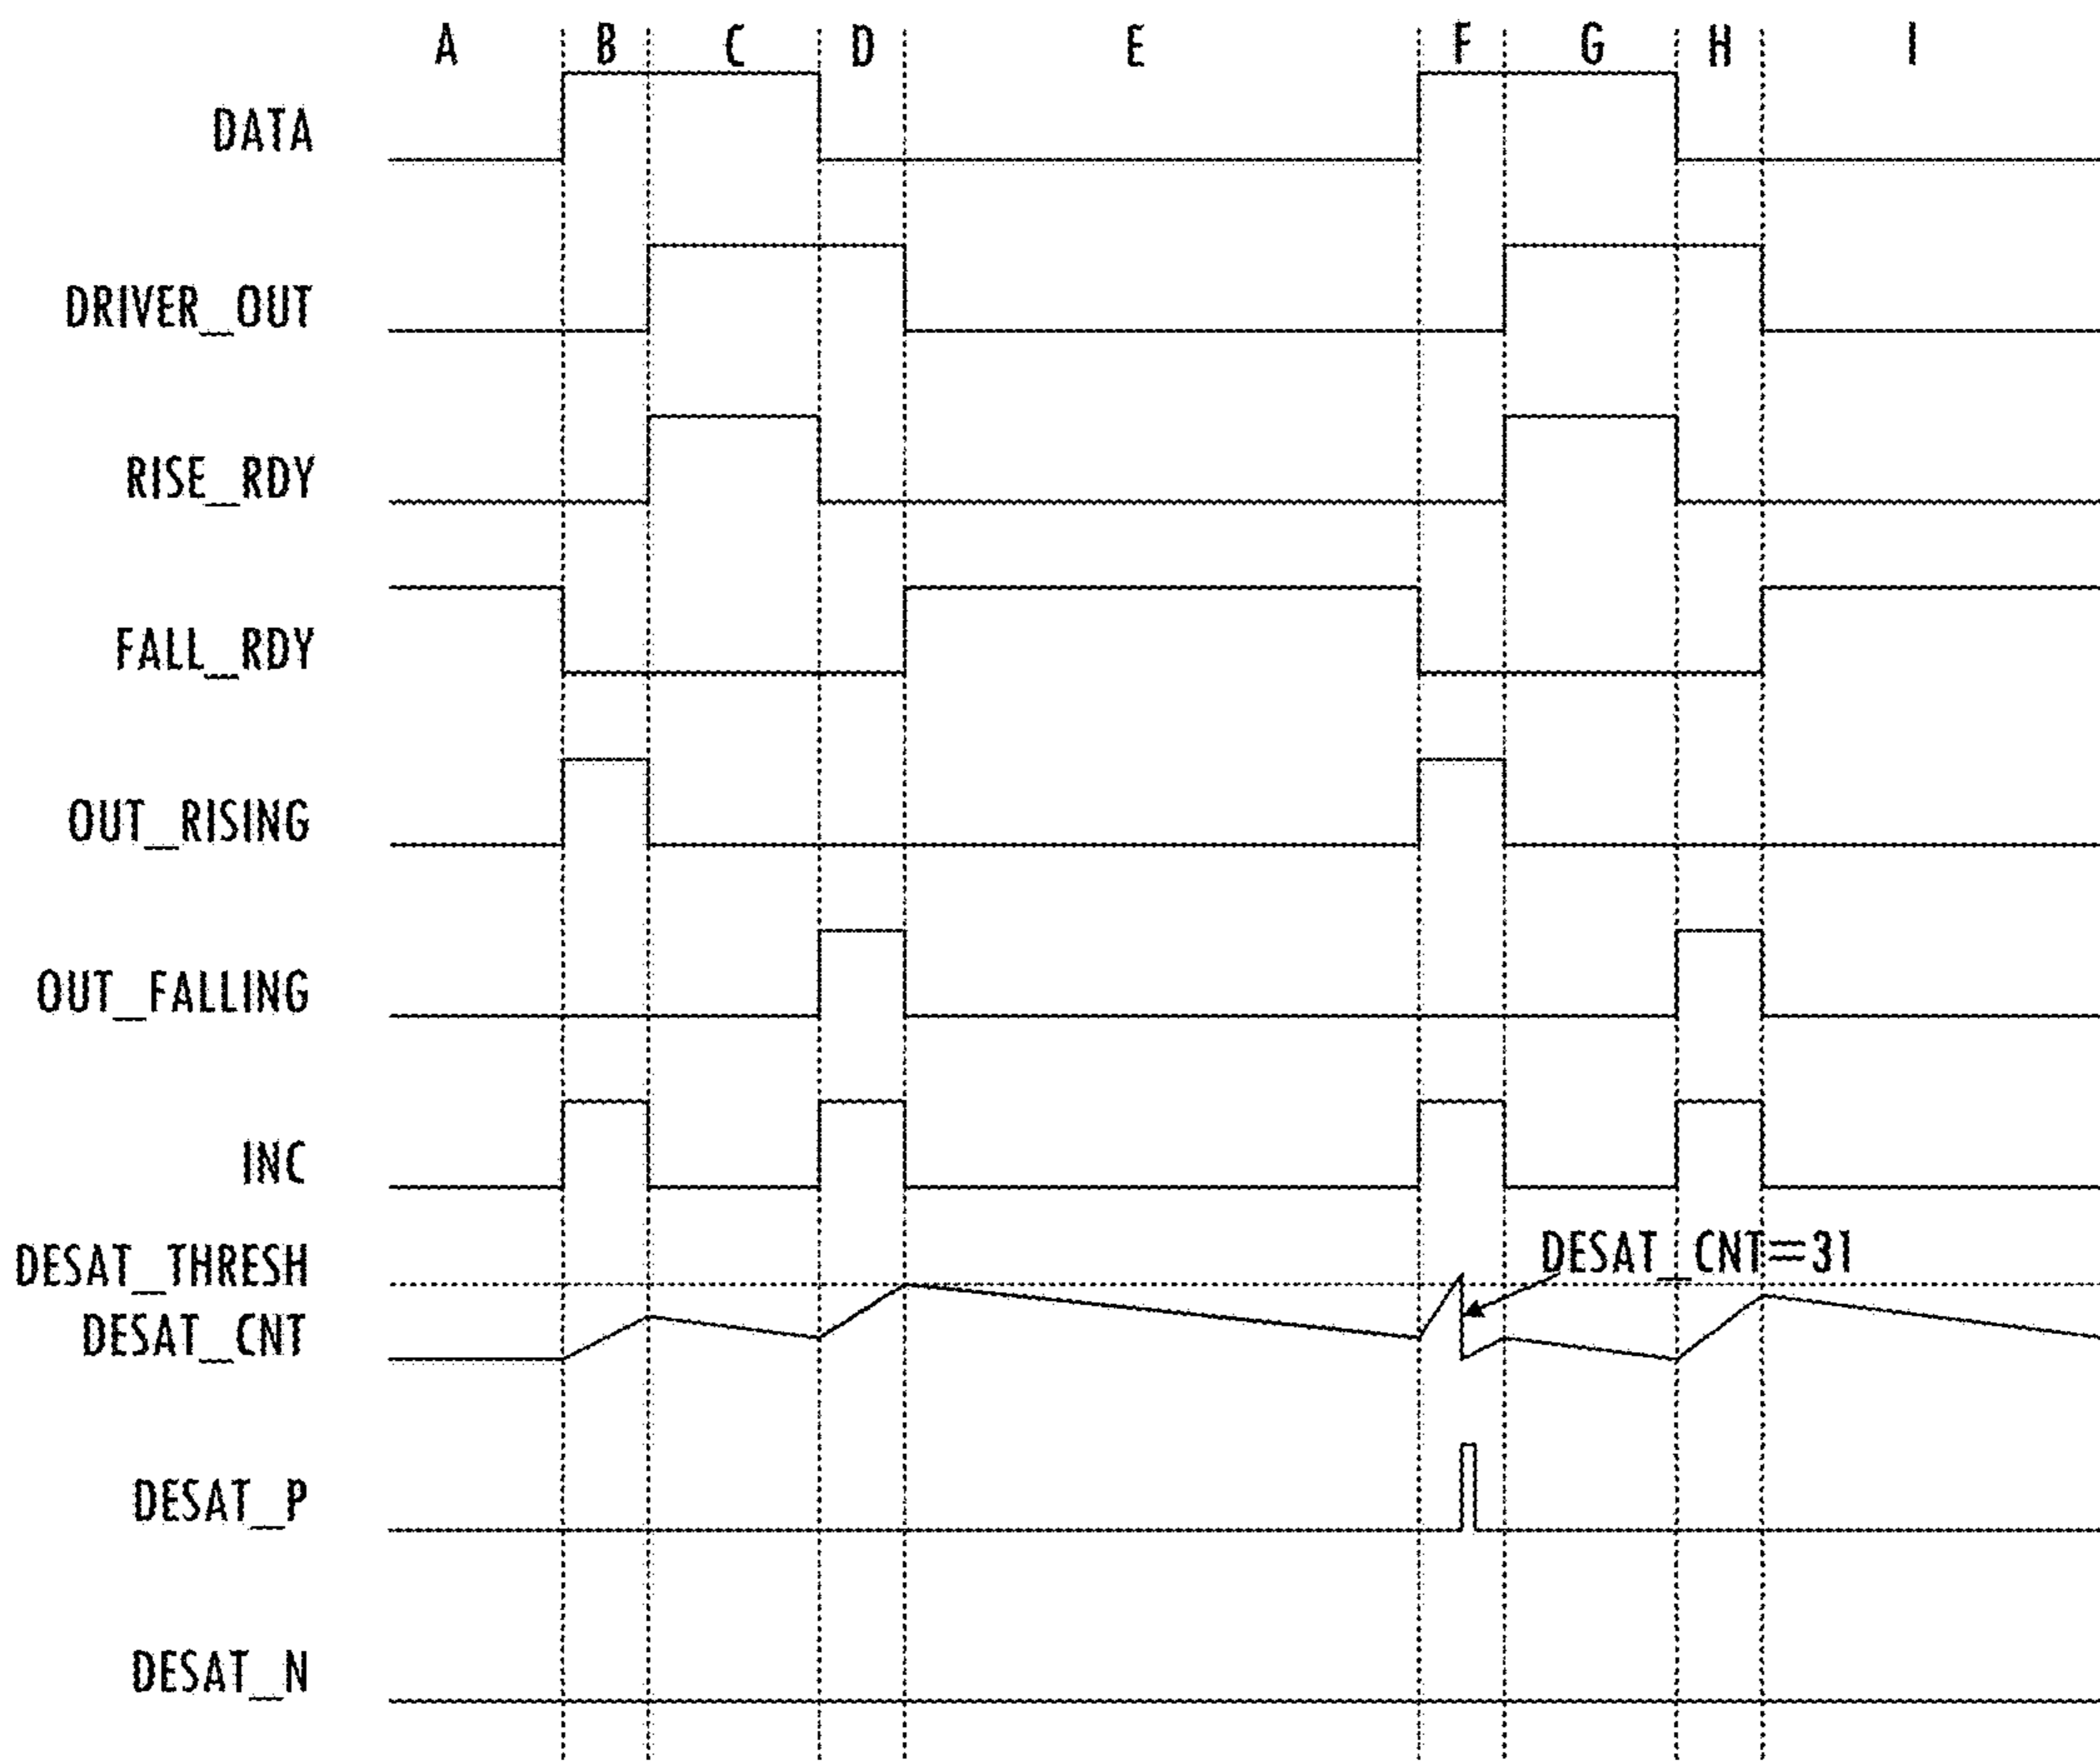 A B C D E F G H I
DATA
DRIVER_OUT
RISE_RDY
FALL_RDY
OUT_RISING
OUT_FALLING
INC
DESAT_THRESH
DESAT_CNT=31
DESAT_CNT
DESAT_P
DESAT_N